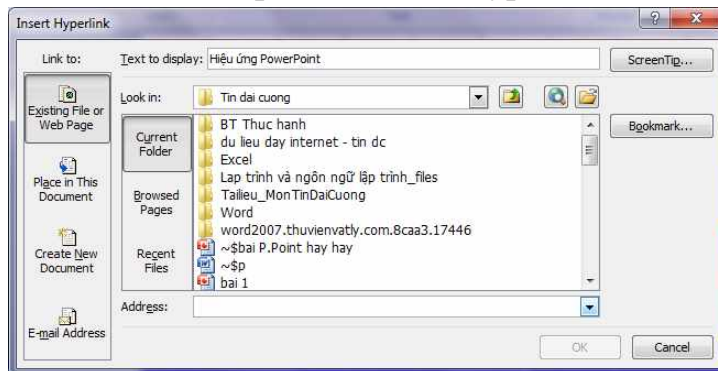 Insert Hyperlink
Link to:
Text to display: Hiệu ứng PowerPoint
ScreenTip...
Existing File or
Web Page
Place in This
Document
Create New
Document
E-mail Address
Look in:
Tin dai cuong
Current
Folder
Browsed
Pages
Recent
Files
BT Thuc hanh
du lieu day internet - tin dc
Excel
Lap trình và ngôn ngữ lập trình_files
Tailieu_MonTinDaiCuong
Word
word2007.thuvienvatly.com.8caa3.17446
~$bai P.Point hay hay
~$p
bai 1
Bookmark...
Address:
OK
Cancel